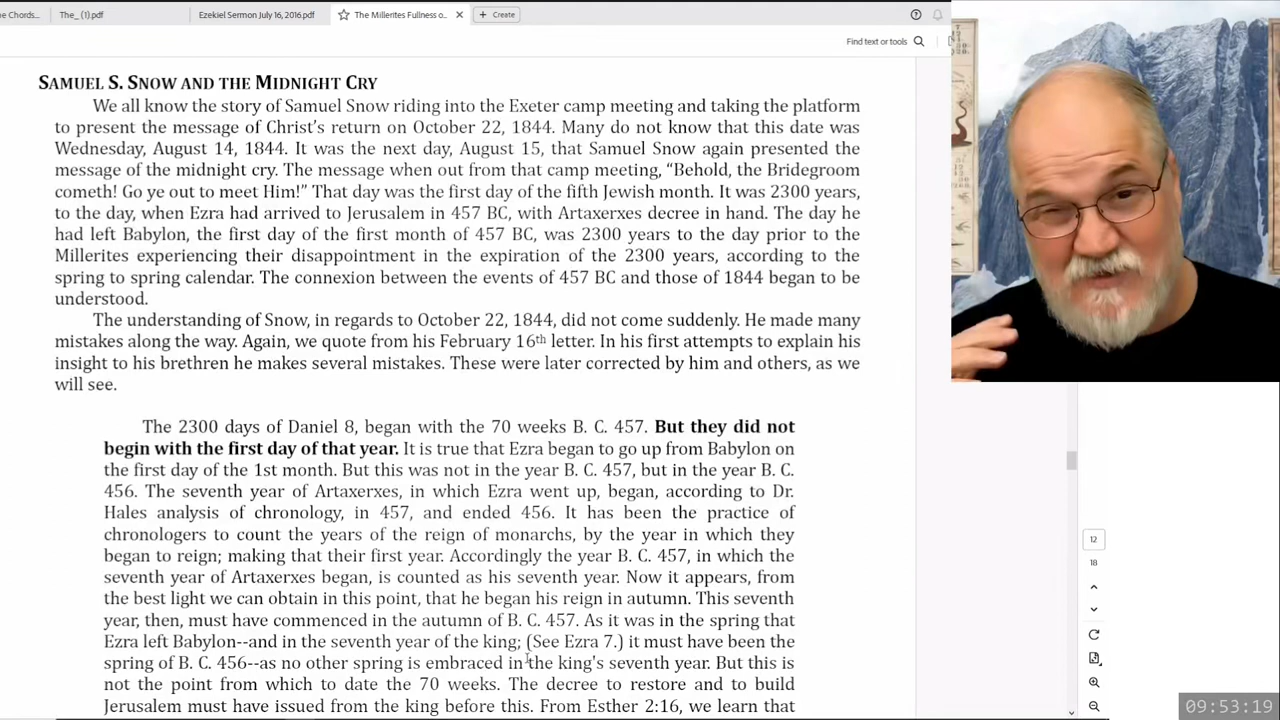 e Chords...
The_ (1).pdf
Ezekiel Sermon July 16, 2016.pdf
The Millerites Fullness o...
Create
Find text or tools
SAMUEL S. SNOW AND THE MIDNIGHT CRY
We all know the story of Samuel Snow riding into the Exeter camp meeting and taking the platform
to present the message of Christ's return on October 22, 1844. Many do not know that this date was
Wednesday, August 14, 1844. It was the next day, August 15, that Samuel Snow again presented the
message of the midnight cry. The message when out from that camp meeting, "Behold, the Bridegroom
cometh! Go ye out to meet Him!" That day was the first day of the fifth Jewish month. It was 2300 years,
to the day, when Ezra had arrived to Jerusalem in 457 BC, with Artaxerxes decree in hand. The day he
had left Babylon, the first day of the first month of 457 BC, was 2300 years to the day prior to the
Millerites experiencing their disappointment in the expiration of the 2300 years, according to the
spring to spring calendar. The connexion between the events of 457 BC and those of 1844 began to be
understood.
The understanding of Snow, in regards to October 22, 1844, did not come suddenly. He made many
mistakes along the way. Again, we quote from his February 16th letter. In his first attempts to explain his
insight to his brethren he makes several mistakes. These were later corrected by him and others, as we
will see.
The 2300 days of Daniel 8, began with the 70 weeks B. C. 457. But they did not
begin with the first day of that year. It is true that Ezra began to go up from Babylon on
the first day of the 1st month. But this was not in the year B. C. 457, but in the year B. C.
456. The seventh year of Artaxerxes, in which Ezra went up, began, according to Dr.
Hales analysis of chronology, in 457, and ended 456. It has been the practice of
chronologers to count the years of the reign of monarchs, by the year in which they
began to reign; making that their first year. Accordingly the year B. C. 457, in which the
seventh year of Artaxerxes began, is counted as his seventh year. Now it appears, from
the best light we can obtain in this point, that he began his reign in autumn. This seventh
year, then, must have commenced in the autumn of B. C. 457. As it was in the spring that
Ezra left Babylon--and in the seventh year of the king; (See Ezra 7.) it must have been the
spring of B. C. 456--as no other spring is embraced in the king's seventh year. But this is
not the point from which to date the 70 weeks. The decree to restore and to build
Jerusalem must have issued from the king before this. From Esther 2:16, we learn that
12
18
09:53:19